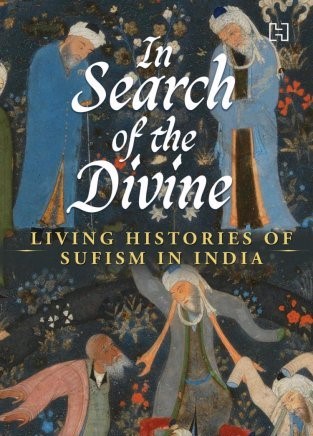 In
Search
of the
Divine
LIVING HISTORIES OF
SUFISM IN INDIA